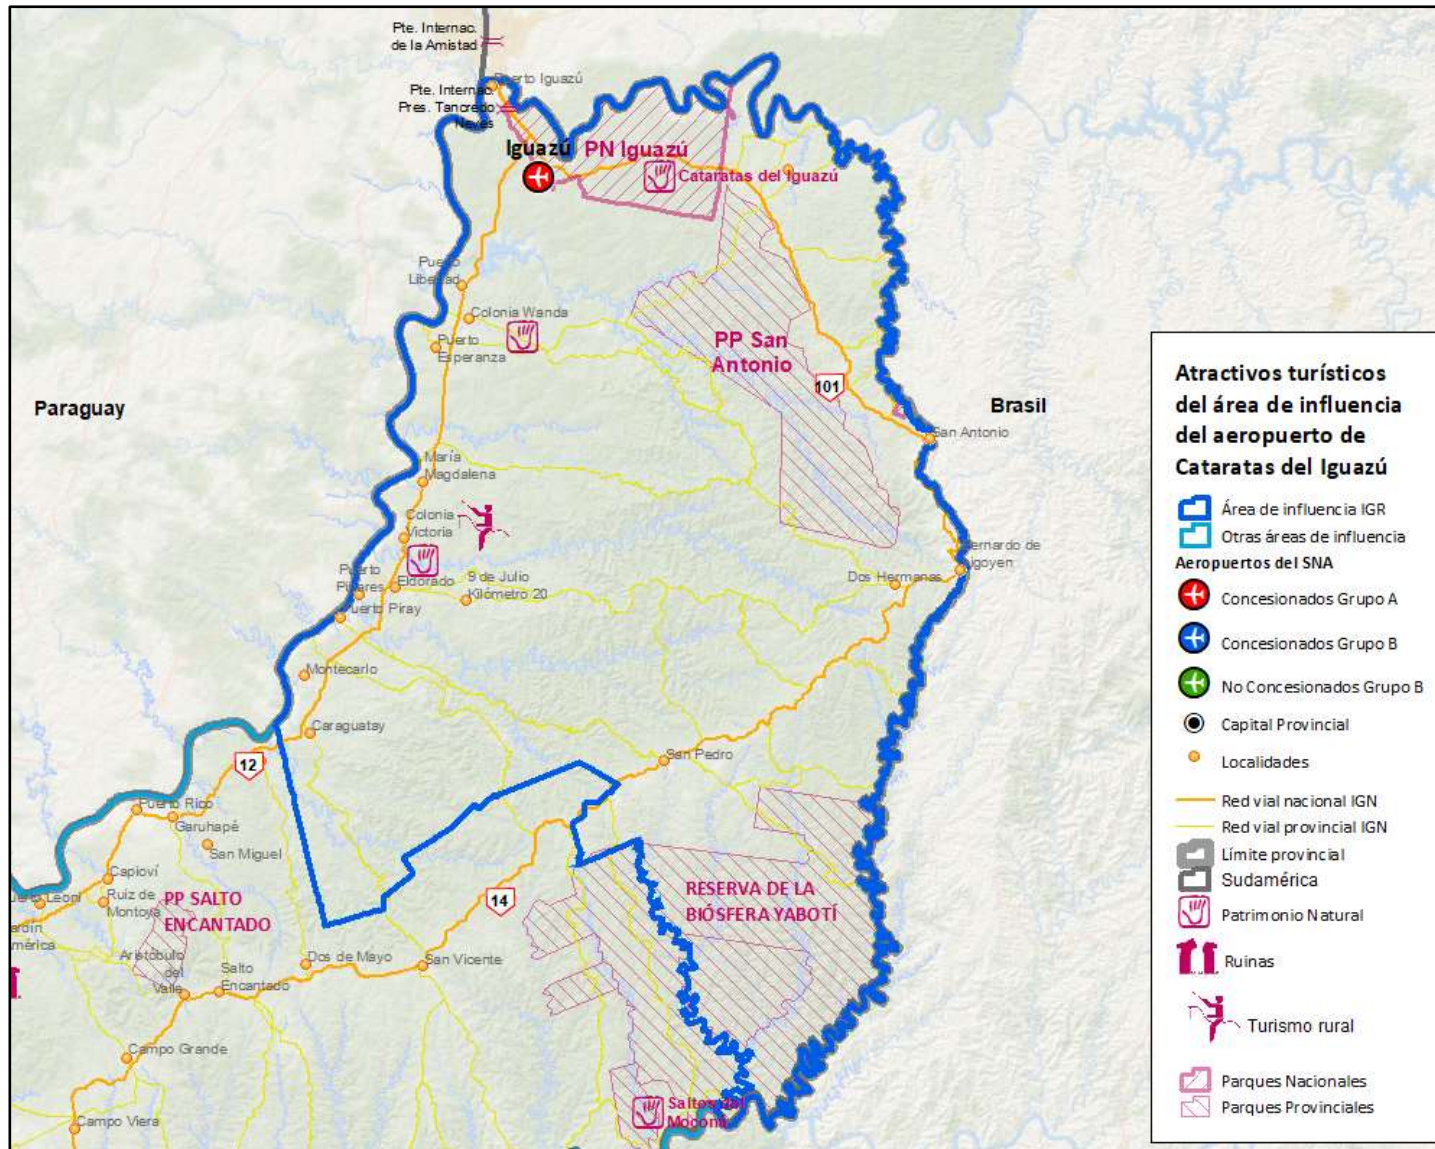 Pte. Internac.
de la Amistad
Puerto Iguazú
Pte. Internac.
Pres. Tancredo
Neves
Iguazú
PN Iguazú
Cataratas del Iguazú
Puerto
Libertad
Colonia Wanda
Puerto
Esperanza
PP San
Antonio
101
Paraguay
Brasil
San Antonio
María
Magdalena
Colonia
Victoria
Bernardo de
Irigoyen
Puerto
Pinares
Eldorado
9 de Julio
Kilómetro 20
Dos Hermanas
Puerto Piray
Montecarlo
Caraguatay
San Pedro
12
Puerto Rico
Garuhapé
San Miguel
Capioví
Puerto Leoni
Ruiz de
Montoya
PP SALTO
ENCANTADO
14
RESERVA DE LA
BIÓSFERA YABOTÍ
Jardín
América
Aristóbulo
del
Valle
Salto
Encantado
Dos de Mayo
San Vicente
Campo Grande
Campo Viera
Saltos del
Moconá
Atractivos turísticos
del área de influencia
del aeropuerto de
Cataratas del Iguazú
Área de influencia IGR
Otras áreas de influencia
Aeropuertos del SNA
Concesionados Grupo A
Concesionados Grupo B
No Concesionados Grupo B
Capital Provincial
Localidades
Red vial nacional IGN
Red vial provincial IGN
Límite provincial
Sudamérica
Patrimonio Natural
Ruinas
Turismo rural
Parques Nacionales
Parques Provinciales